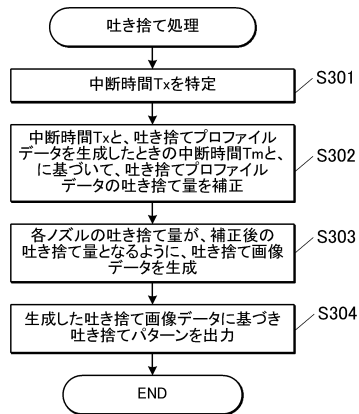 吐き捨て処理
中断時間Txを特定
S301
中断時間Txと、吐き捨てプロファイル
データを生成したときの中断時間Tmと、
に基づいて、吐き捨てプロファイル
データの吐き捨て量を補正
S302
各ノズルの吐き捨て量が、補正後の
吐き捨て量となるように、吐き捨て画像
データを生成
S303
生成した吐き捨て画像データに基づき
吐き捨てパターンを出力
S304
END